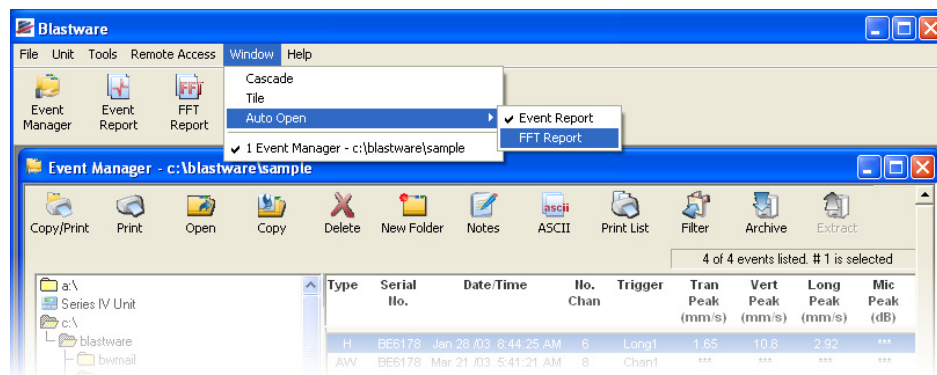 Blastware
File Unit Tools Remote Access Window Help
Cascade
Tile
Auto Open
Event Report
FFT Report
1 Event Manager - c:\blastware\sample
Event Manager
Event Report
FFT Report
Event Manager - c:\blastware\sample
Copy/Print Print Open Copy Delete New Folder Notes ASCII Print List Filter Archive Extract
ascii
4 of 4 events listed. # 1 is selected
a:\
Series IV Unit
c:\
blastware
bwmail
Type Serial No. Date/Time No. Chan Trigger Tran Peak (mm/s) Vert Peak (mm/s) Long Peak (mm/s) Mic Peak (dB)
H BE6178 Jan 28 /03 8:44:25 AM 6 Long1 1.65 10.8 2.92 ***
AW BE6178 Mar 21 /03 5:41:21 AM 8 Chan1 *** *** *** ***